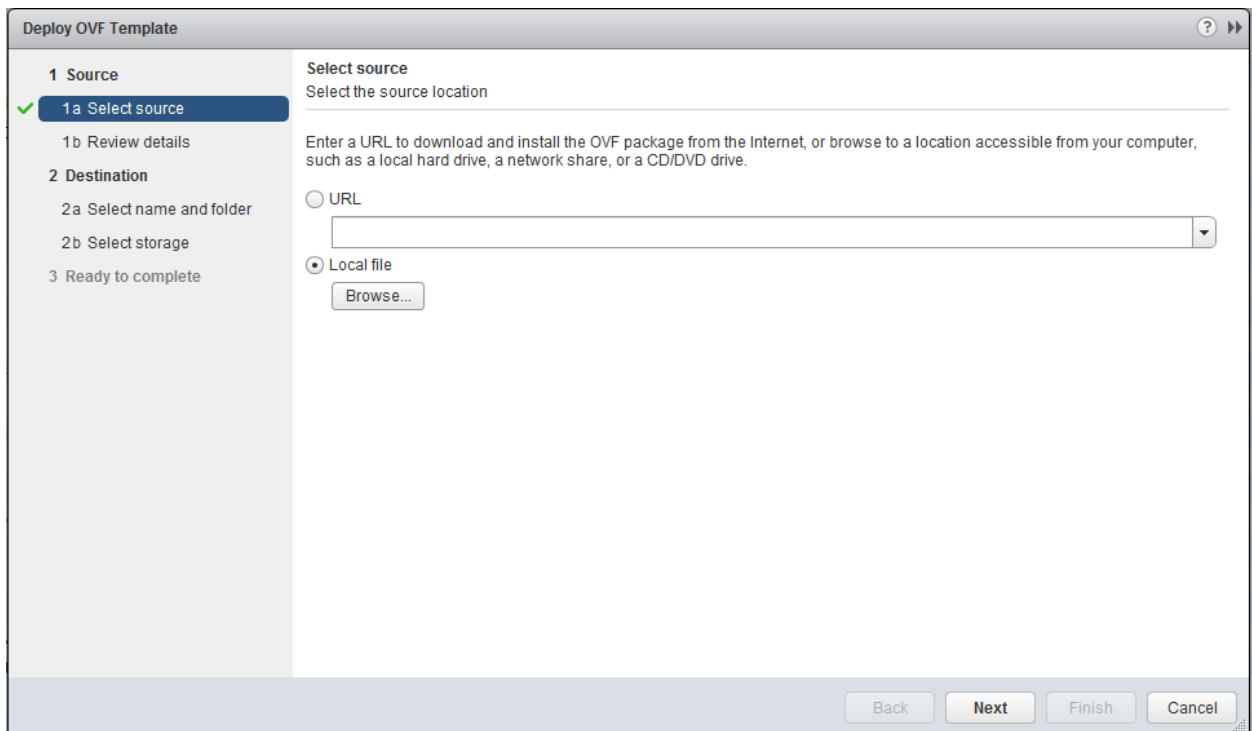 Deploy OVF Template
?
1 Source
1a Select source
1b Review details
2 Destination
2a Select name and folder
2b Select storage
3 Ready to complete
Select source
Select the source location
Enter a URL to download and install the OVF package from the Internet, or browse to a location accessible from your computer,
such as a local hard drive, a network share, or a CD/DVD drive.
URL
Local file
Browse...
Back
Next
Finish
Cancel